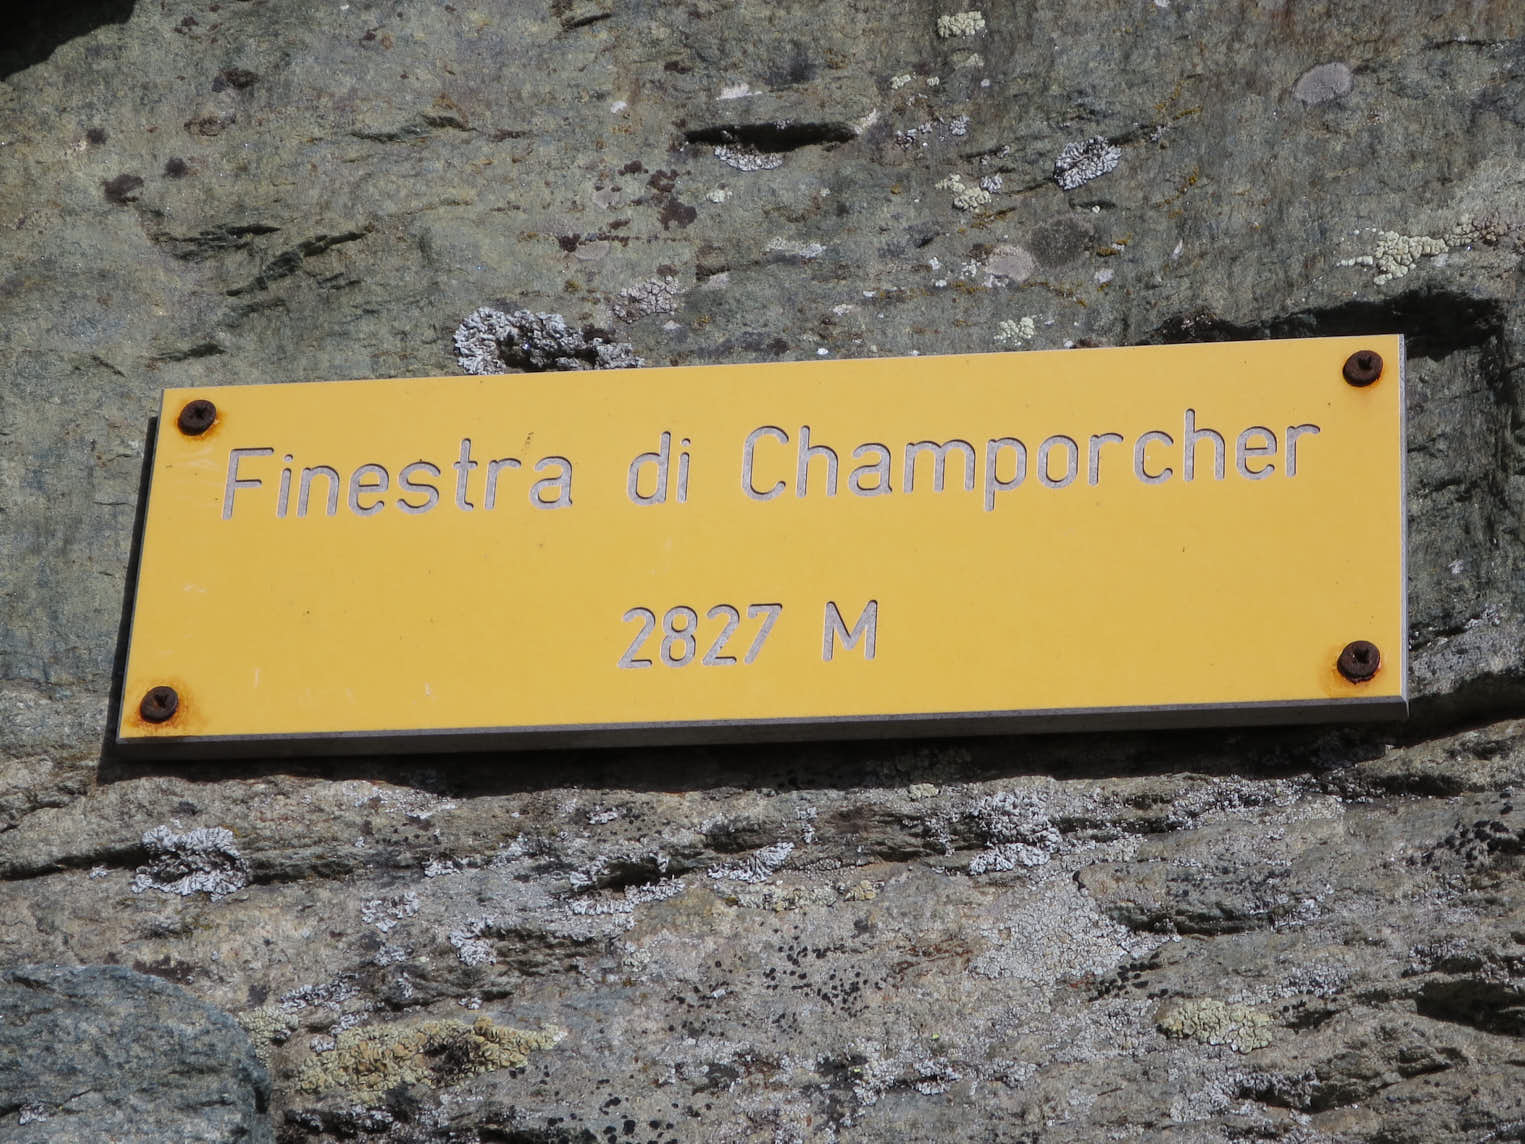 Finestra di Champorcher
2827 M